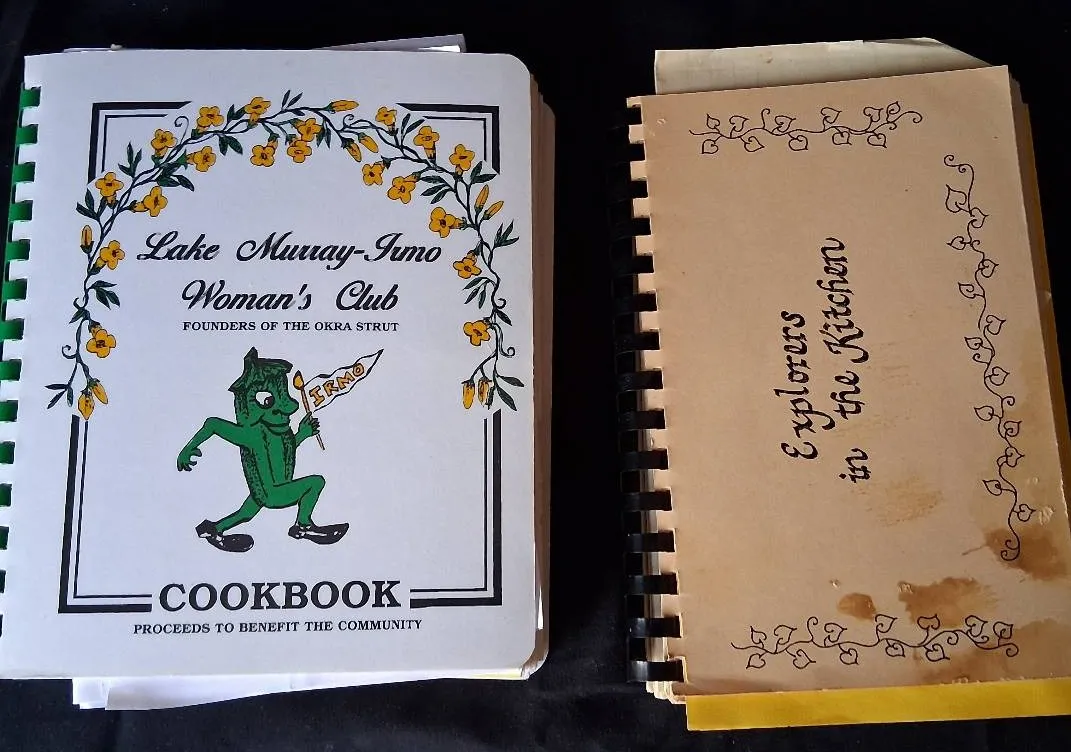 Lake Murray-Irmo
Woman's Club
FOUNDERS OF THE OKRA STRUT
IRMO
COOKBOOK
PROCEEDS TO BENEFIT THE COMMUNITY
Explorers
in the Kitchen